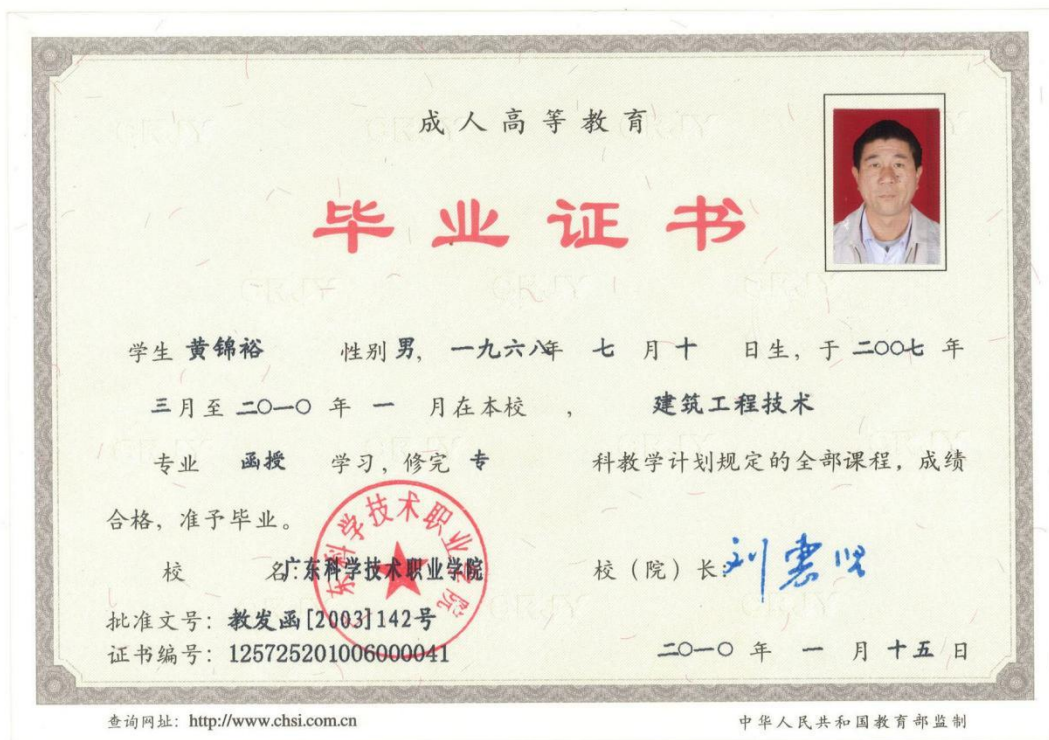 成人高等教育
毕业证书
学生 黄锦裕 性别 男, 一九六八年 七 月 十 日生, 于 二〇〇七 年
三月至 二〇一〇 年 一 月在本校 , 建筑工程技术
专业 函授 学习, 修完 专 科教学计划规定的全部课程, 成绩
合格, 准予毕业。
校 名: 广东科学技术职业学院 校（院）长:
批准文号: 教发函[2003]142号
证书编号: 125725201006000041 二〇一〇 年 一 月 十五 日
查询网址: http://www.chsi.com.cn 中华人民共和国教育部监制